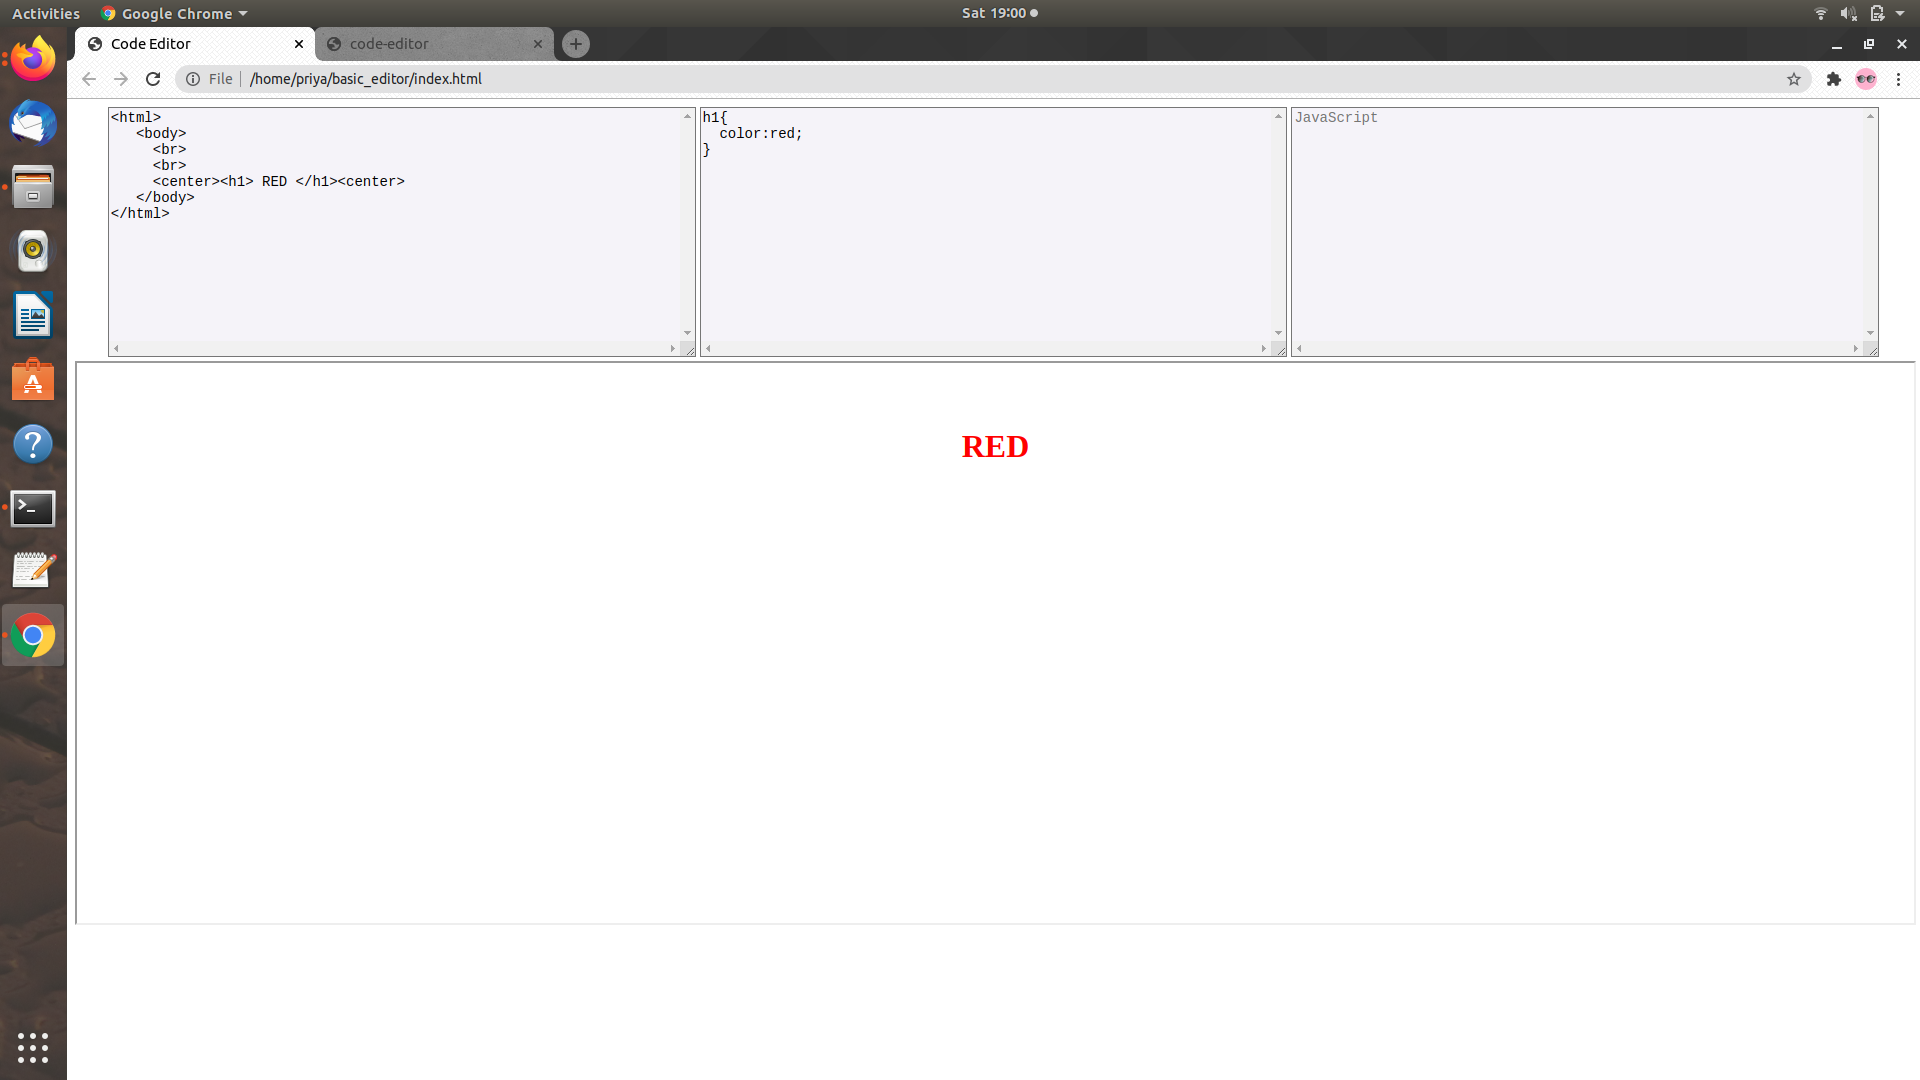 Activities
Google Chrome
Sat 19:00
Code Editor
code-editor
File
/home/priya/basic_editor/index.html
<html>
   <body>
     <br>
     <br>
     <center><h1> RED </h1><center>
   </body>
</html>
h1{
  color:red;
}
JavaScript
RED